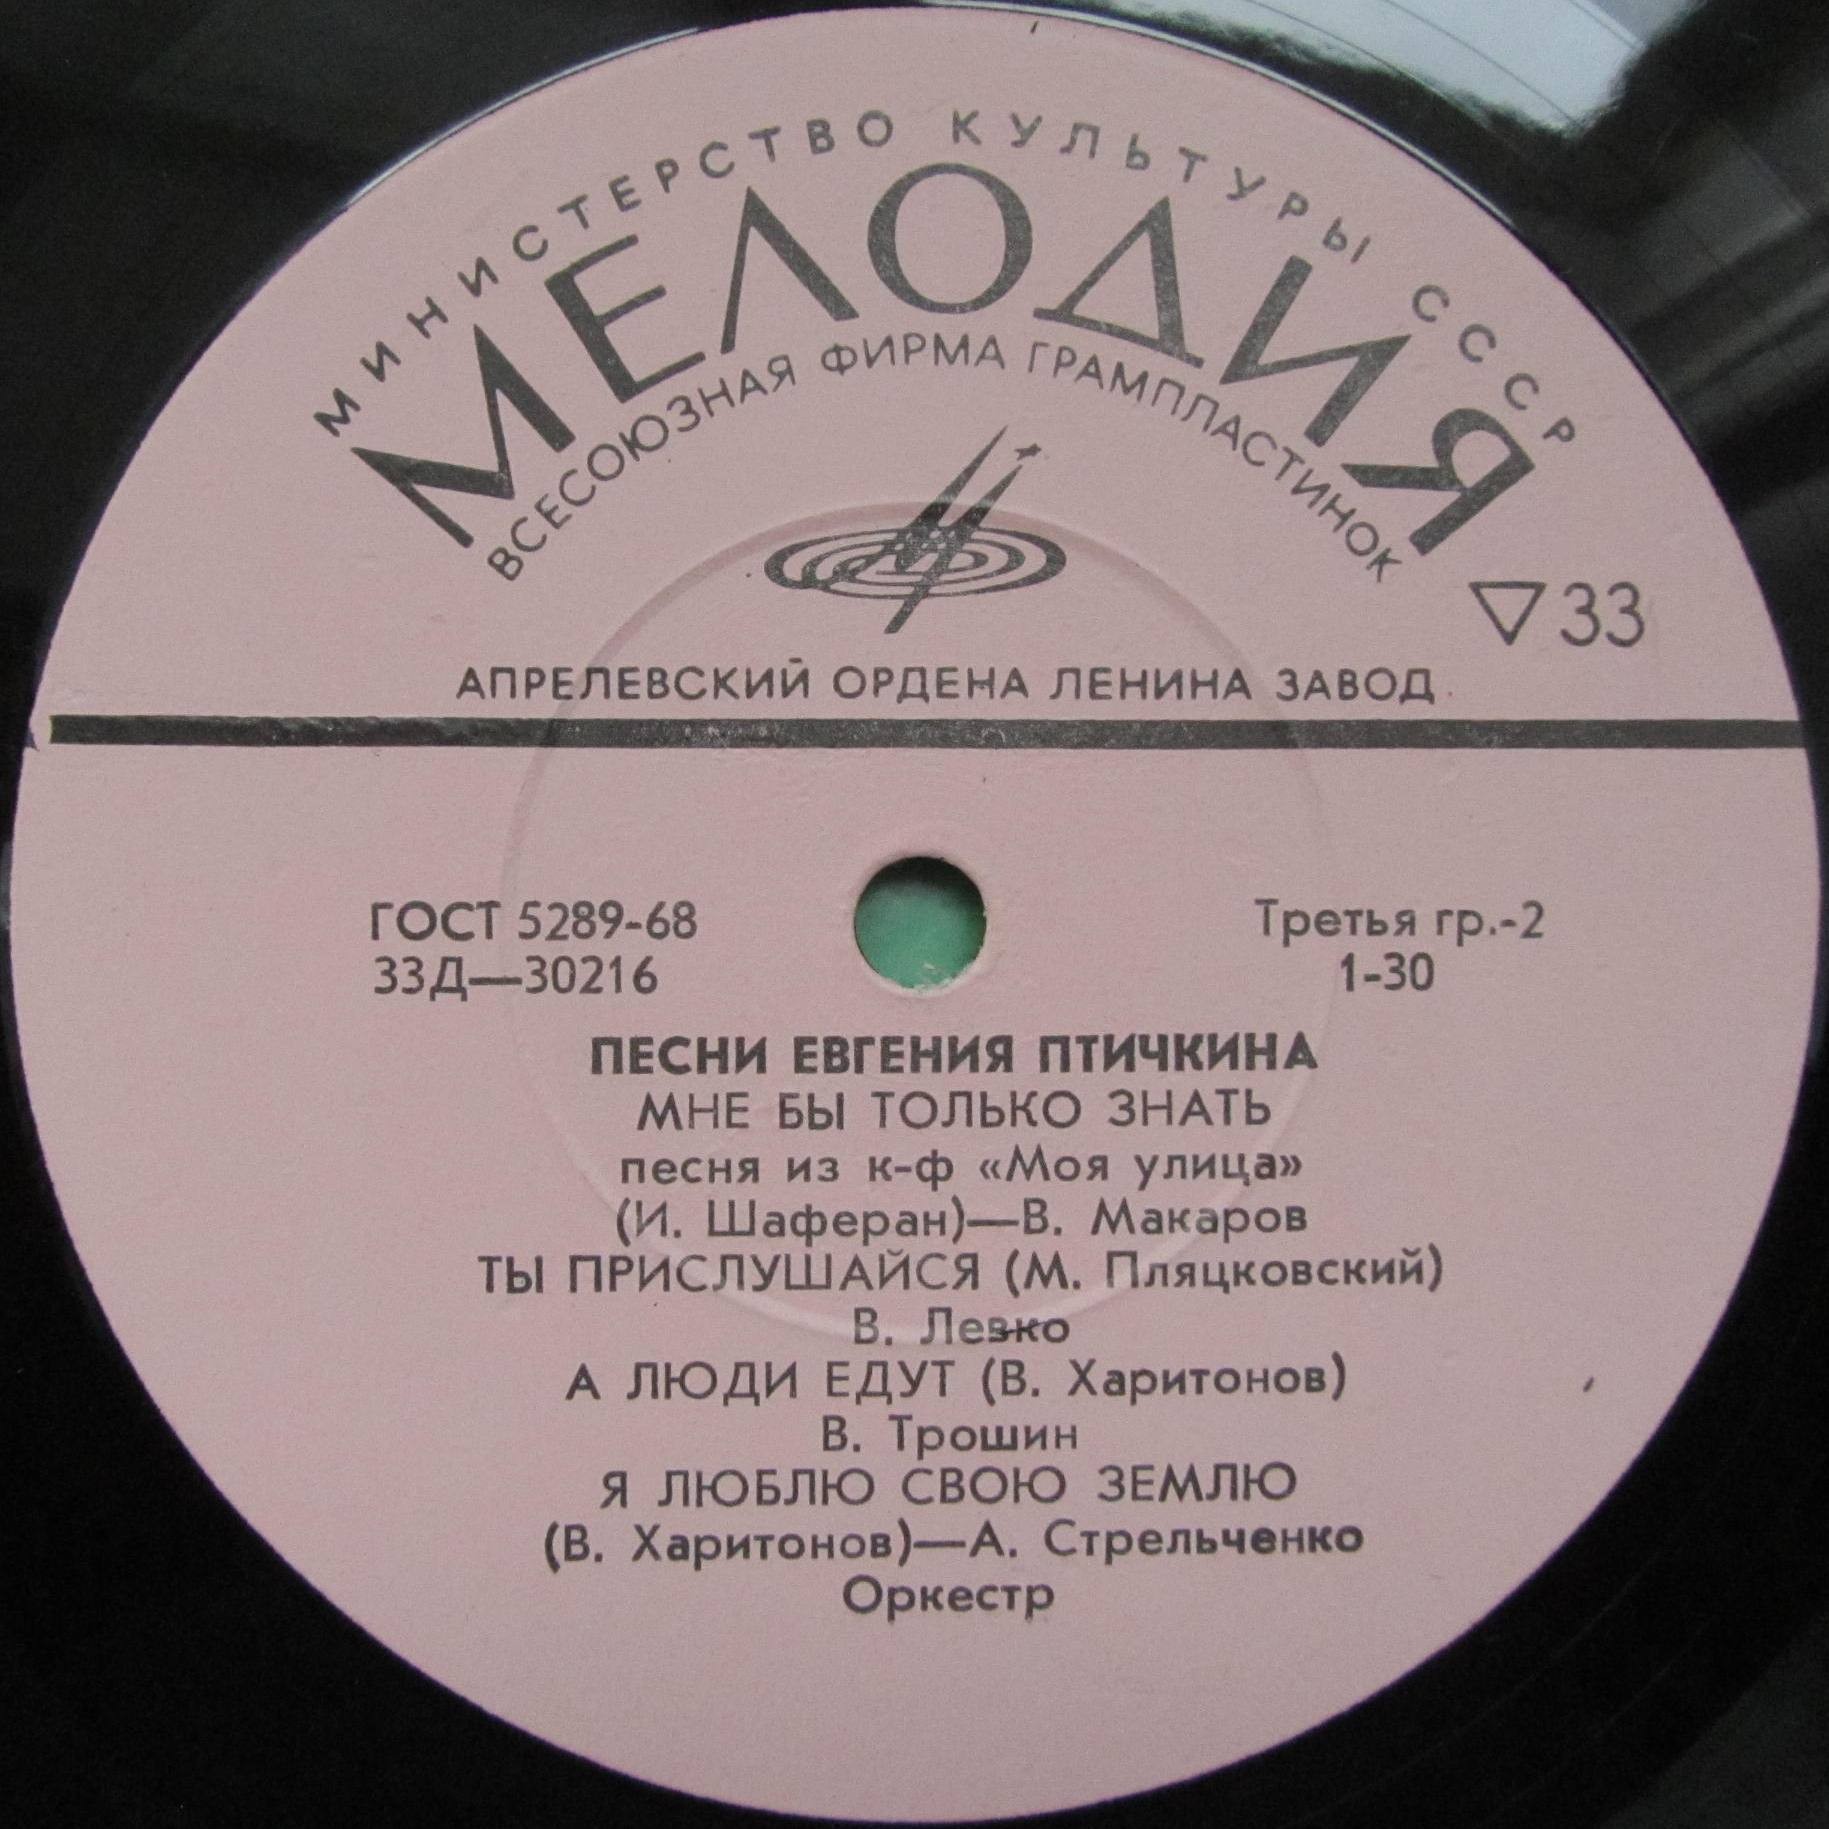 МИНИСТЕРСТВО КУЛЬТУРЫ СССР
МЕЛОДИЯ
ВСЕСОЮЗНАЯ ФИРМА ГРАМПЛАСТИНОК
33
АПРЕЛЕВСКИЙ ОРДЕНА ЛЕНИНА ЗАВОД
ГОСТ 5289-68 Третья гр.-2
33Д—30216 1-30
ПЕСНИ ЕВГЕНИЯ ПТИЧКИНА
МНЕ БЫ ТОЛЬКО ЗНАТЬ
песня из к-ф «Моя улица»
(И. Шаферан)—В. Макаров
ТЫ ПРИСЛУШАЙСЯ (М. Пляцковский)
В. Левко
А ЛЮДИ ЕДУТ (В. Харитонов)
В. Трошин
Я ЛЮБЛЮ СВОЮ ЗЕМЛЮ
(В. Харитонов)—А. Стрельченко
Оркестр